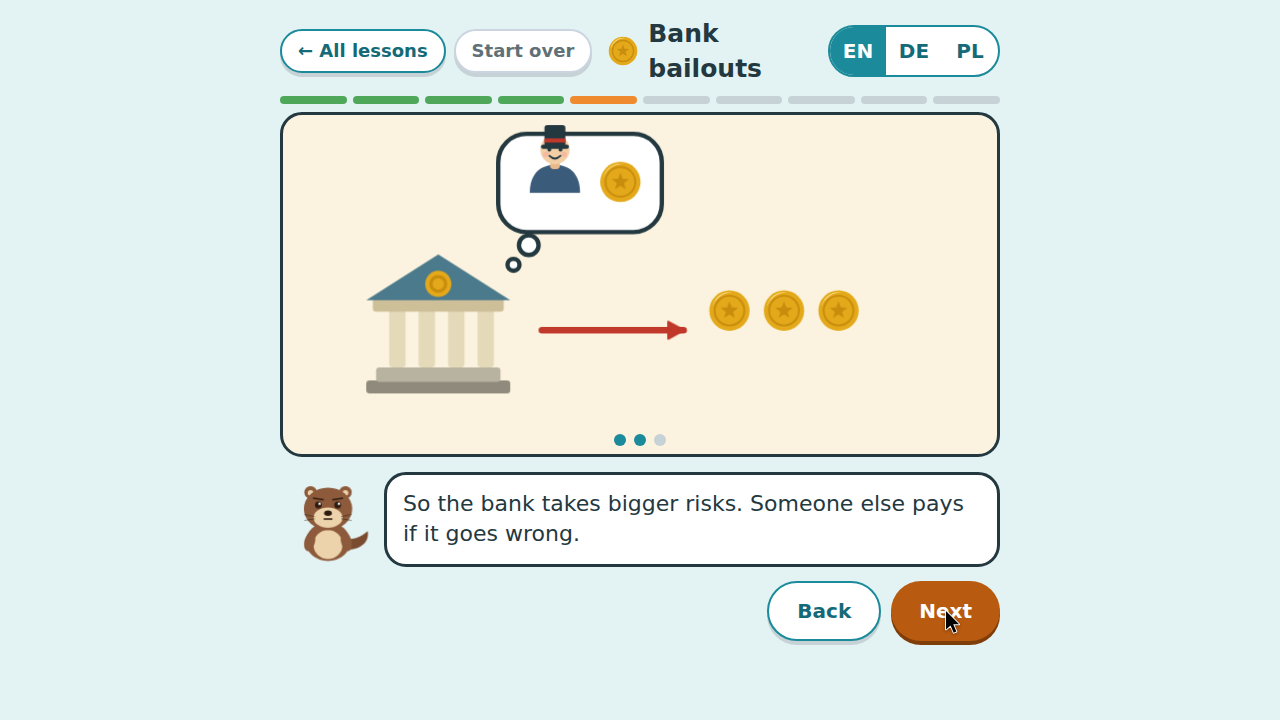 ← All lessons
Start over
Bank
bailouts
EN DE PL
So the bank takes bigger risks. Someone else pays
if it goes wrong.
Back
Next